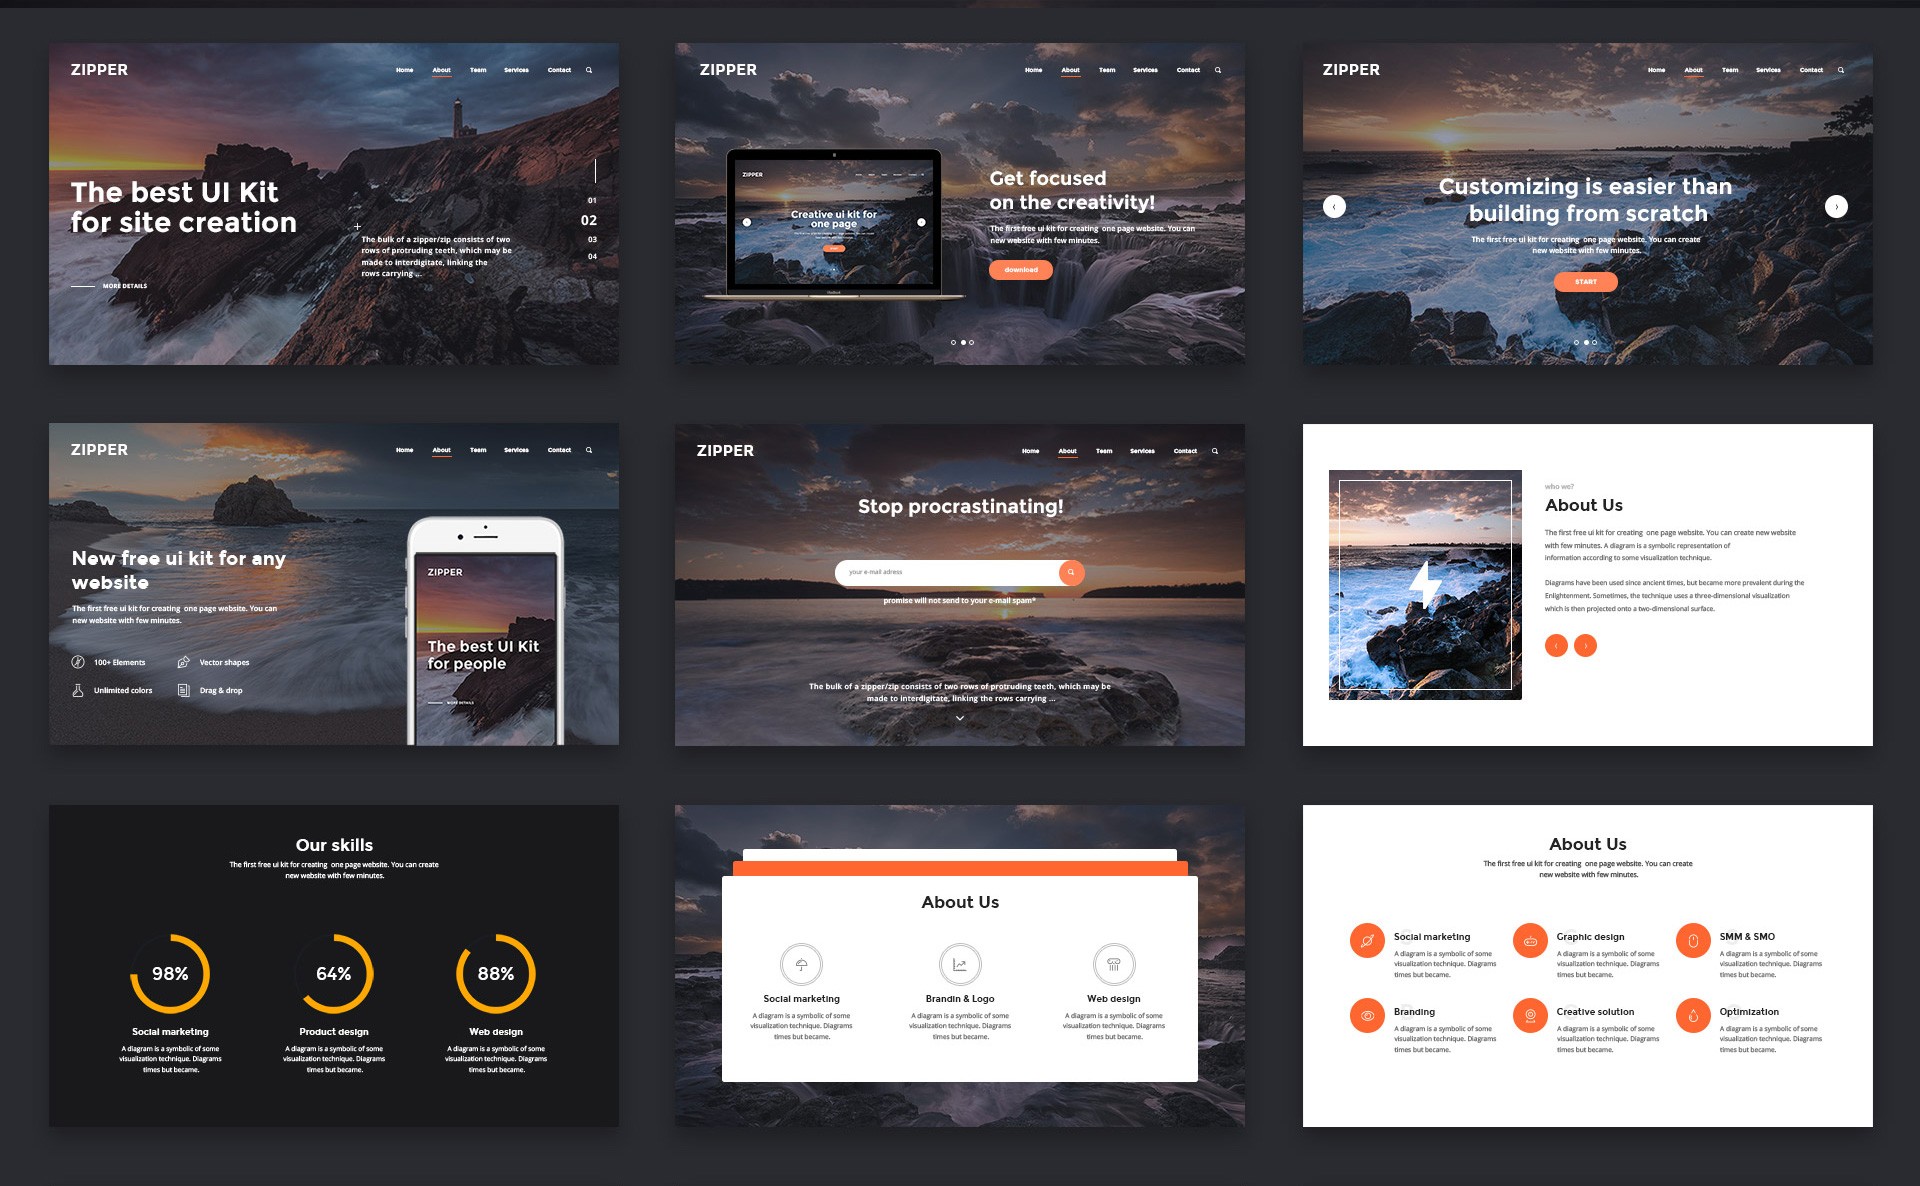 ZIPPER
Home About Team Services Contact
The best UI Kit
for site creation
The bulk of a zipper/zip consists of two
rows of protruding teeth, which may be
made to interdigitate, linking the
rows carrying ...
MORE DETAILS
01
02
03
04
ZIPPER
Home About Team Services Contact
ZIPPER
Creative ui kit for
one page
Get focused
on the creativity!
The first free ui kit for creating one page website. You can create
new website with few minutes.
download
ZIPPER
Home About Team Services Contact
Customizing is easier than
building from scratch
The first free ui kit for creating one page website. You can create
new website with few minutes.
START
ZIPPER
Home About Team Services Contact
New free ui kit for any
website
The first free ui kit for creating one page website. You can
new website with few minutes.
100+ Elements
Vector shapes
Unlimited colors
Drag & drop
ZIPPER
The best UI Kit
for people
MORE DETAILS
ZIPPER
Home About Team Services Contact
Stop procrastinating!
your e-mail adress
promise will not send to your e-mail spam*
The bulk of a zipper/zip consists of two rows of protruding teeth, which may be
made to interdigitate, linking the rows carrying ...
who we?
About Us
The first free ui kit for creating one page website. You can create new website
with few minutes. A diagram is a symbolic representation of
information according to some visualization technique.
Diagrams have been used since ancient times, but became more prevalent during the
Enlightenment. Sometimes, the technique uses a three-dimensional visualization
which is then projected onto a two-dimensional surface.
Our skills
The first free ui kit for creating one page website. You can create
new website with few minutes.
98%
Social marketing
A diagram is a symbolic of some
visualization technique. Diagrams
times but became.
64%
Product design
A diagram is a symbolic of some
visualization technique. Diagrams
times but became.
88%
Web design
A diagram is a symbolic of some
visualization technique. Diagrams
times but became.
About Us
Social marketing
A diagram is a symbolic of some
visualization technique. Diagrams
times but became.
Brandin & Logo
A diagram is a symbolic of some
visualization technique. Diagrams
times but became.
Web design
A diagram is a symbolic of some
visualization technique. Diagrams
times but became.
About Us
The first free ui kit for creating one page website. You can create
new website with few minutes.
Social marketing
A diagram is a symbolic of some
visualization technique. Diagrams
times but became.
Graphic design
A diagram is a symbolic of some
visualization technique. Diagrams
times but became.
SMM & SMO
A diagram is a symbolic of some
visualization technique. Diagrams
times but became.
Branding
A diagram is a symbolic of some
visualization technique. Diagrams
times but became.
Creative solution
A diagram is a symbolic of some
visualization technique. Diagrams
times but became.
Optimization
A diagram is a symbolic of some
visualization technique. Diagrams
times but became.